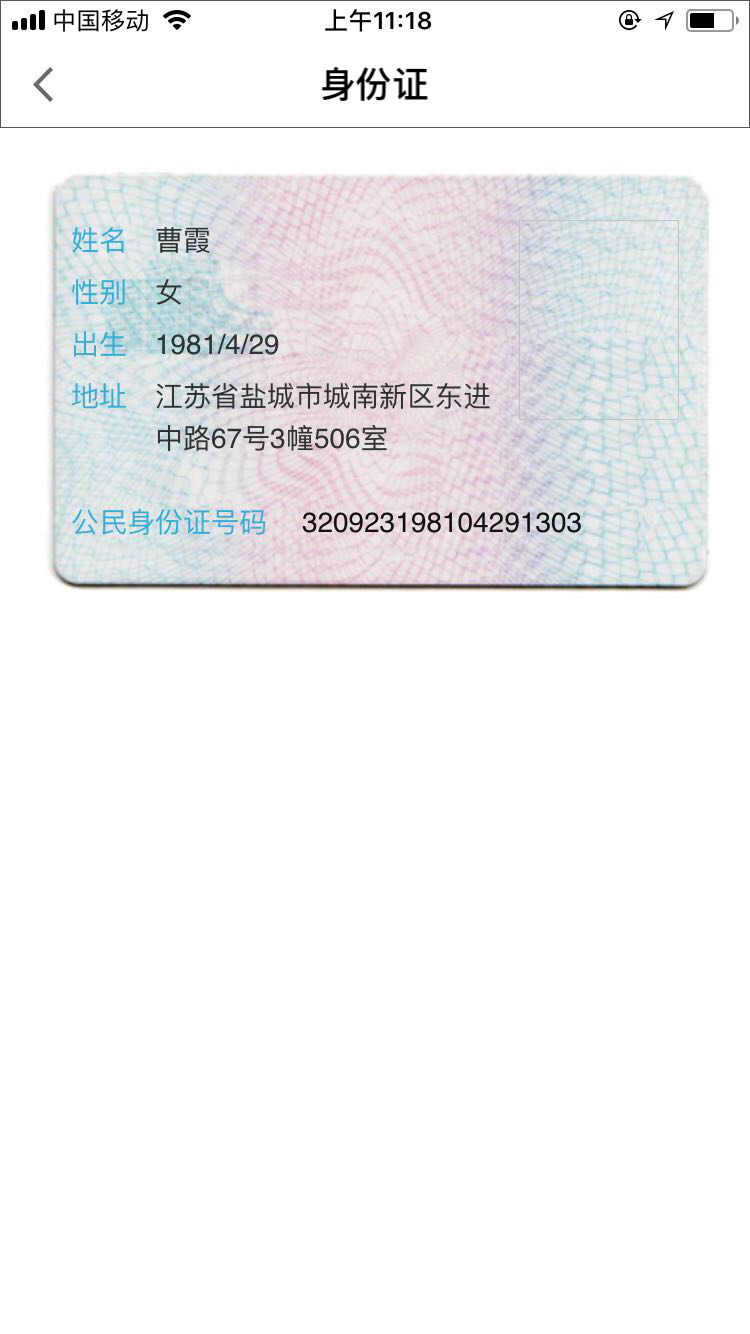 中国移动 上午11:18
身份证
姓名 曹霞
性别 女
出生 1981/4/29
地址 江苏省盐城市城南新区东进
中路67号3幢506室
公民身份证号码 320923198104291303